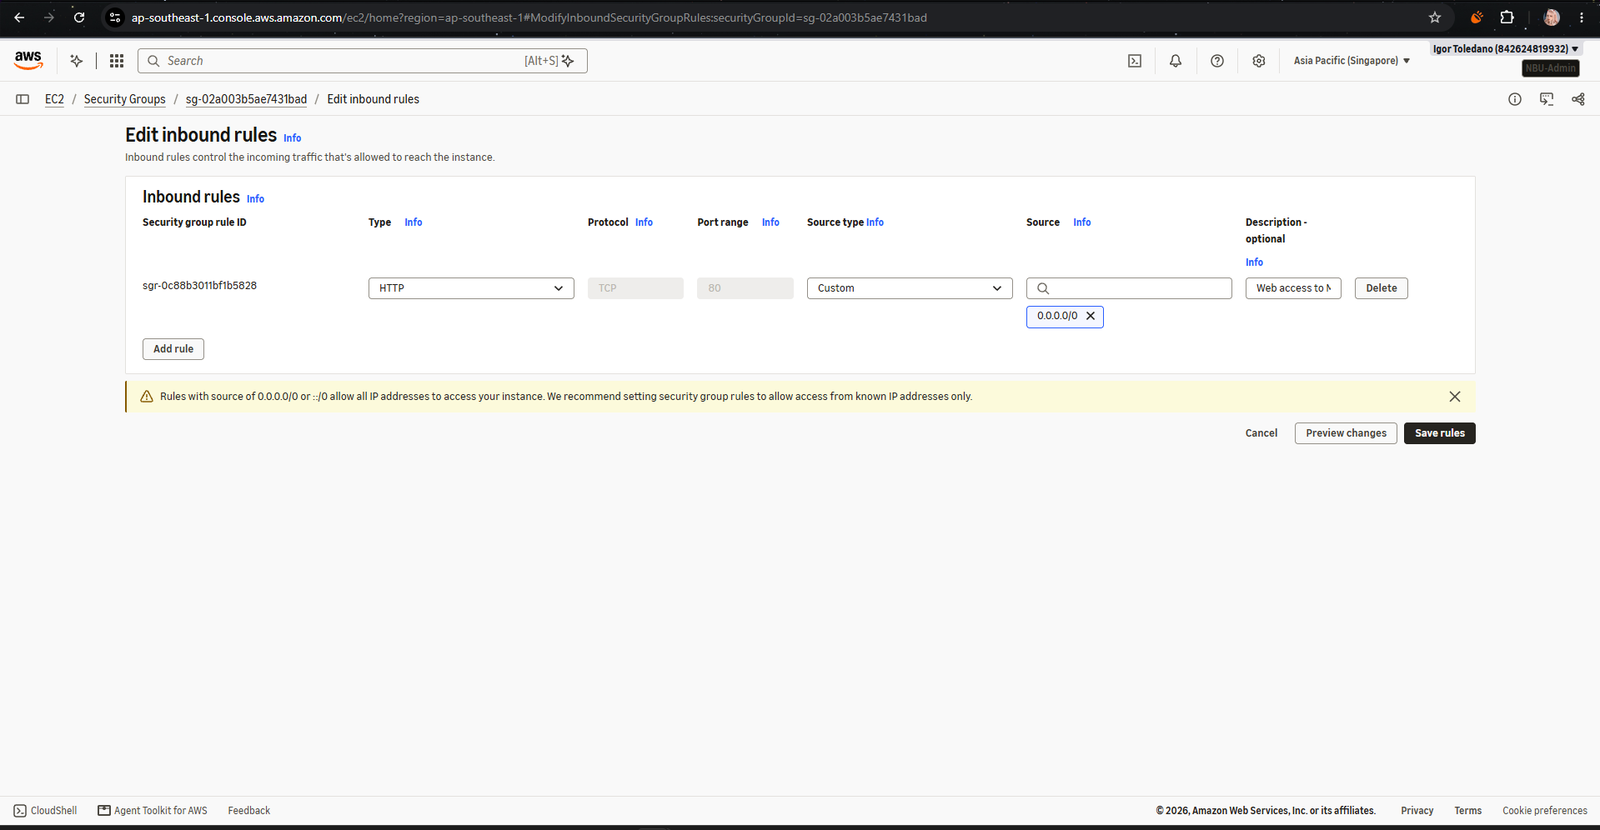 ap-southeast-1.console.aws.amazon.com/ec2/home?region=ap-southeast-1#ModifyInboundSecurityGroupRules:securityGroupId=sg-02a003b5ae7431bad
aws
Search
[Alt+S]
Asia Pacific (Singapore)
Igor Toledano (842624819932)
NBU-Admin
EC2 / Security Groups / sg-02a003b5ae7431bad / Edit inbound rules
Edit inbound rules Info
Inbound rules control the incoming traffic that's allowed to reach the instance.
Inbound rules Info
Security group rule ID Type Info Protocol Info Port range Info Source type Info Source Info Description - optional Info
sgr-0c88b3011bf1b5828 HTTP TCP 80 Custom Web access to Delete
0.0.0.0/0
Add rule
Rules with source of 0.0.0.0/0 or ::/0 allow all IP addresses to access your instance. We recommend setting security group rules to allow access from known IP addresses only.
Cancel Preview changes Save rules
CloudShell Agent Toolkit for AWS Feedback © 2026, Amazon Web Services, Inc. or its affiliates. Privacy Terms Cookie preferences